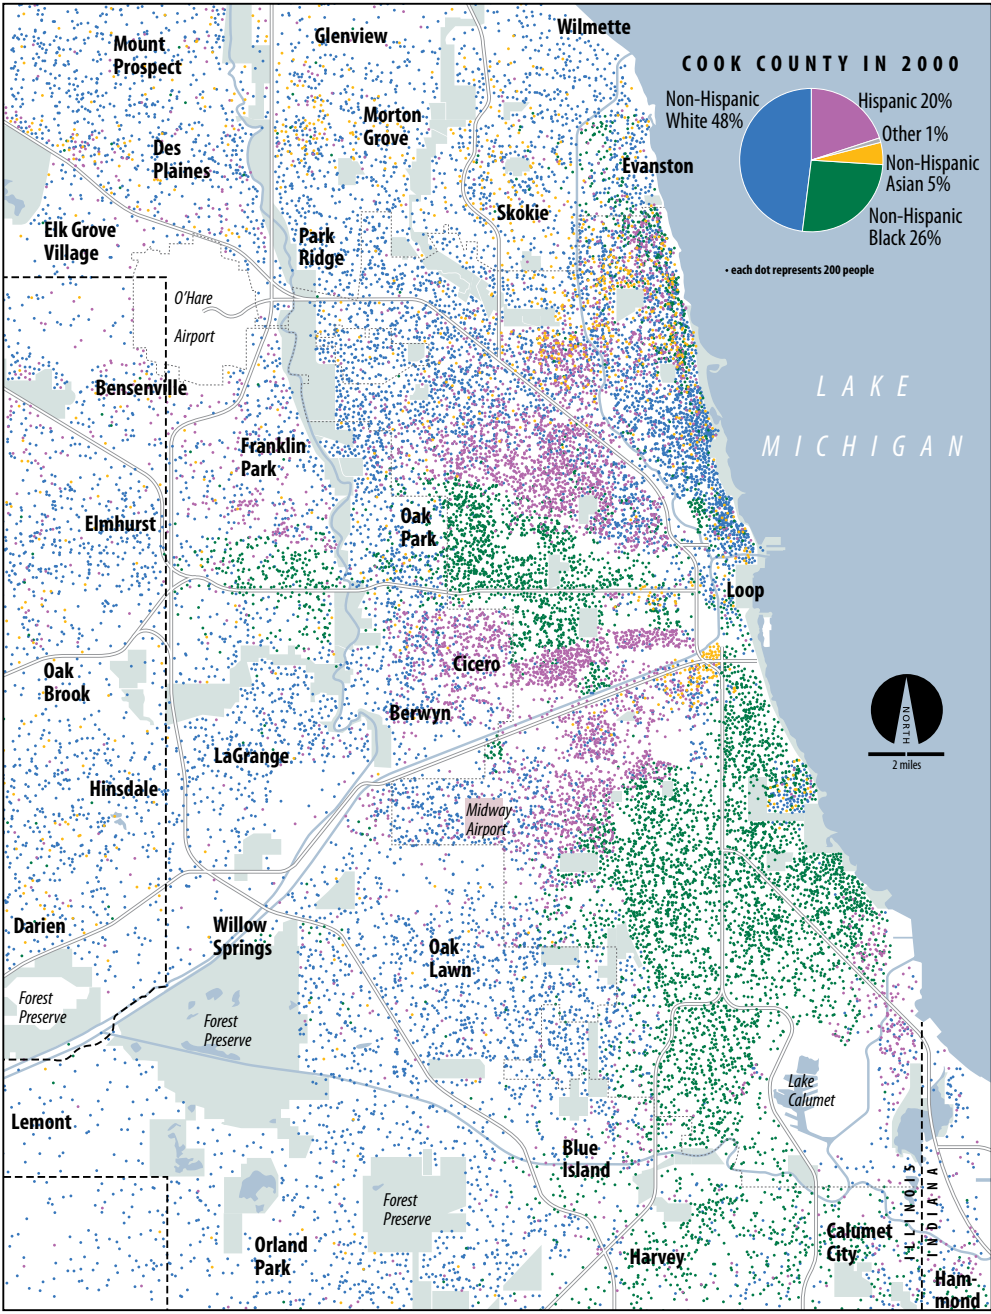 Mount
Prospect
Glenview
Wilmette
COOK COUNTY IN 2000
Non-Hispanic
White 48%
Hispanic 20%
Other 1%
Non-Hispanic
Asian 5%
Non-Hispanic
Black 26%
• each dot represents 200 people
Morton
Grove
Des
Plaines
Evanston
Skokie
Elk Grove
Village
Park
Ridge
O'Hare
Airport
Bensenville
LAKE
MICHIGAN
Franklin
Park
Elmhurst
Oak
Park
Loop
Oak
Brook
Cicero
Berwyn
NORTH
2 miles
LaGrange
Hinsdale
Midway
Airport
Darien
Willow
Springs
Oak
Lawn
Forest
Preserve
Forest
Preserve
Lake
Calumet
Lemont
Blue
Island
Forest
Preserve
ILLINOIS
INDIANA
Orland
Park
Harvey
Calumet
City
Ham-
mond